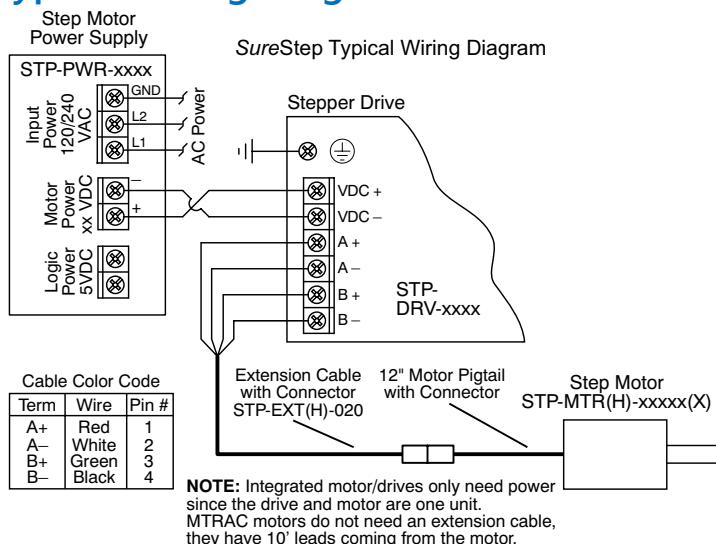 Step Motor
Power Supply
SureStep Typical Wiring Diagram
STP-PWR-xxxx
Input
Power
120/240
VAC
GND
L2
L1
AC Power
Motor
Power
xx VDC
–
+
Logic
Power
5VDC
Stepper Drive
VDC +
VDC –
A +
A –
B +
B –
STP-
DRV-xxxx
Cable Color Code
Term Wire Pin #
A+ Red 1
A– White 2
B+ Green 3
B– Black 4
Extension Cable
with Connector
STP-EXT(H)-020
12" Motor Pigtail
with Connector
Step Motor
STP-MTR(H)-xxxxx(X)
NOTE: Integrated motor/drives only need power
since the drive and motor are one unit.
MTRAC motors do not need an extension cable,
they have 10' leads coming from the motor.